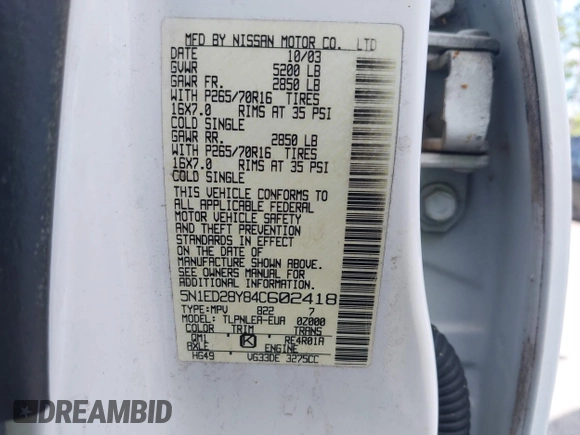 MFD BY NISSAN MOTOR CO. LTD
DATE 10/03
GVWR 5200 LB
GAWR FR. 2850 LB
WITH P265/70R16 TIRES
16X7.0 RIMS AT 35 PSI
COLD SINGLE
GAWR RR. 2850 LB
WITH P265/70R16 TIRES
16X7.0 RIMS AT 35 PSI
COLD SINGLE
THIS VEHICLE CONFORMS TO
ALL APPLICABLE FEDERAL
MOTOR VEHICLE SAFETY
AND THEFT PREVENTION
STANDARDS IN EFFECT
ON THE DATE OF
MANUFACTURE SHOWN ABOVE.
SEE OWNERS MANUAL FOR
ADDITIONAL INFORMATION.
5N1ED28Y84C602418
TYPE:MPV 822 7
MODEL: TLPNLEA-EUA 0Z000
COLOR TRIM TRANS
QM1 K RE4R01A
AXLE ENGINE
HG49 VG33DE 3275CC
DREAMBID